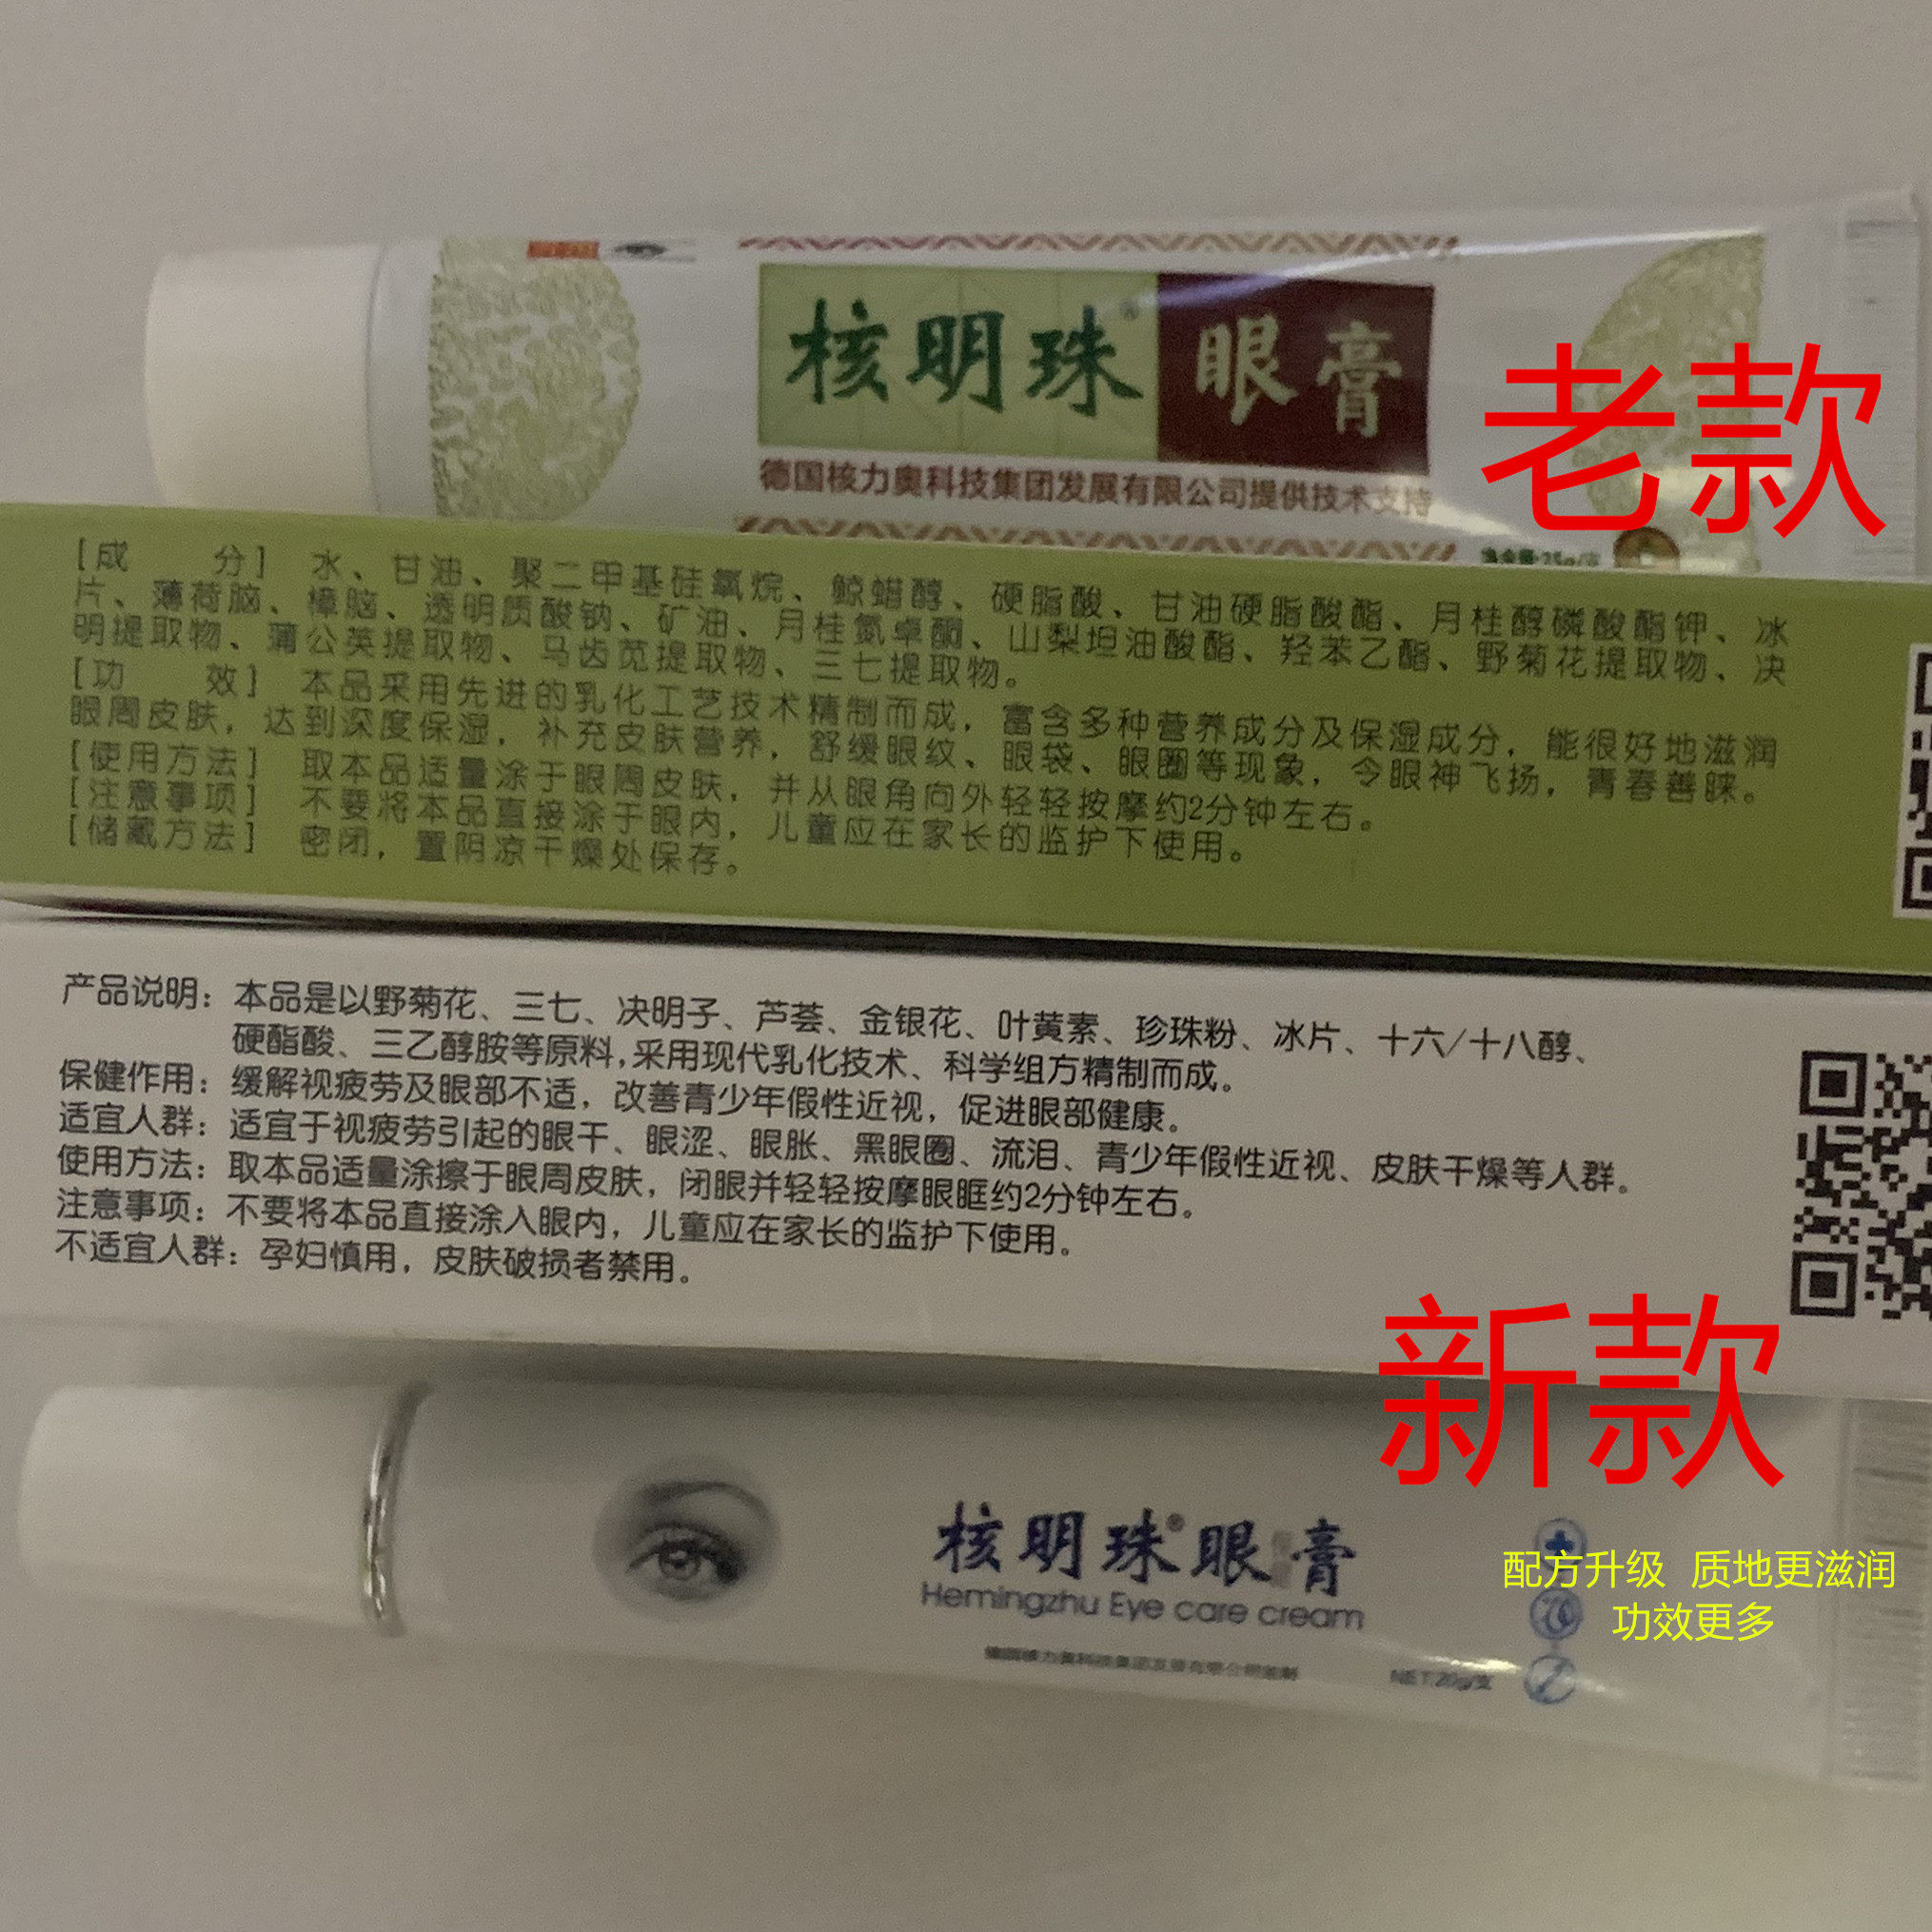 核明珠® 眼膏
老款
德国核力奥科技集团发展有限公司提供技术支持
[成 分] 水、甘油、聚二甲基硅氧烷、鲸蜡醇、硬脂酸、甘油硬脂酸酯、月桂醇磷酸酯钾、冰
片、薄荷脑、樟脑、透明质酸钠、矿油、月桂氮卓酮、山梨坦油酸酯、羟苯乙酯、野菊花提取物、决
明提取物、蒲公英提取物、马齿苋提取物、三七提取物。
[功 效] 本品采用先进的乳化工艺技术精制而成，富含多种营养成分及保湿成分，能很好地滋润
眼周皮肤，达到深度保湿，补充皮肤营养，舒缓眼纹、眼袋、眼圈等现象，令眼神飞扬，青春善睐。
[使用方法] 取本品适量涂于眼周皮肤，并从眼角向外轻轻按摩约2分钟左右。
[注意事项] 不要将本品直接涂于眼内，儿童应在家长的监护下使用。
[储藏方法] 密闭，置阴凉干燥处保存。
产品说明：本品是以野菊花、三七、决明子、芦荟、金银花、叶黄素、珍珠粉、冰片、十六/十八醇、
硬酯酸、三乙醇胺等原料,采用现代乳化技术、科学组方精制而成。
保健作用：缓解视疲劳及眼部不适，改善青少年假性近视，促进眼部健康。
适宜人群：适宜于视疲劳引起的眼干、眼涩、眼胀、黑眼圈、流泪、青少年假性近视、皮肤干燥等人群。
使用方法：取本品适量涂擦于眼周皮肤，闭眼并轻轻按摩眼眶约2分钟左右。
注意事项：不要将本品直接涂入眼内，儿童应在家长的监护下使用。
不适宜人群：孕妇慎用，皮肤破损者禁用。
新款
核明珠®眼膏
Hemingzhu Eye care cream
NET:20g/支
配方升级 质地更滋润
功效更多